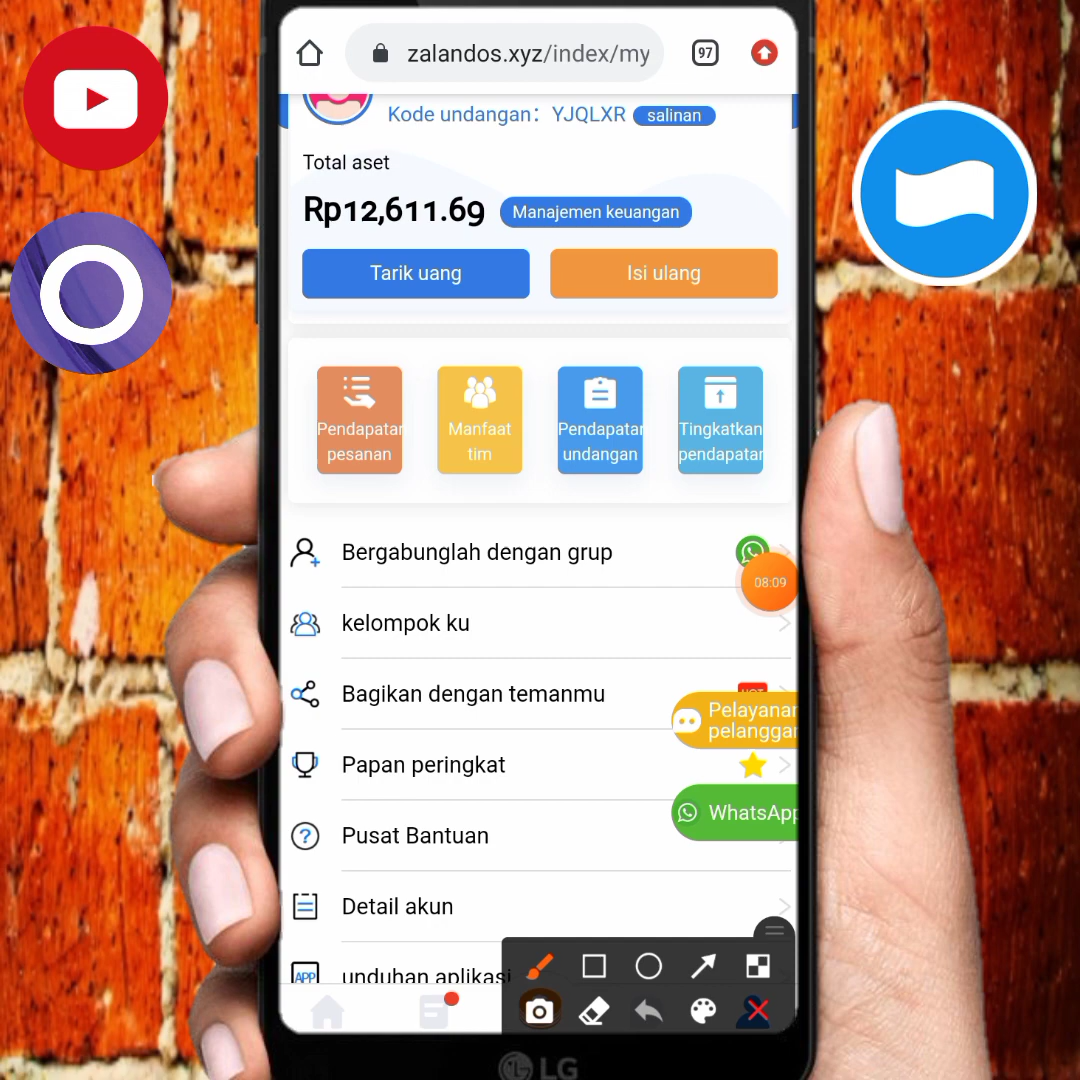 zalandos.xyz/index/my
97
Kode undangan: YJQLXR
salinan
Total aset
Rp12,611.69
Manajemen keuangan
Tarik uang
Isi ulang
Pendapatan
pesanan
Manfaat
tim
Pendapatan
undangan
Tingkatkan
pendapatan
Bergabunglah dengan grup
08:09
kelompok ku
Bagikan dengan temanmu
HOT
Pelayanan
pelanggan
Papan peringkat
WhatsApp
Pusat Bantuan
Detail akun
APP
unduhan aplikasi
LG